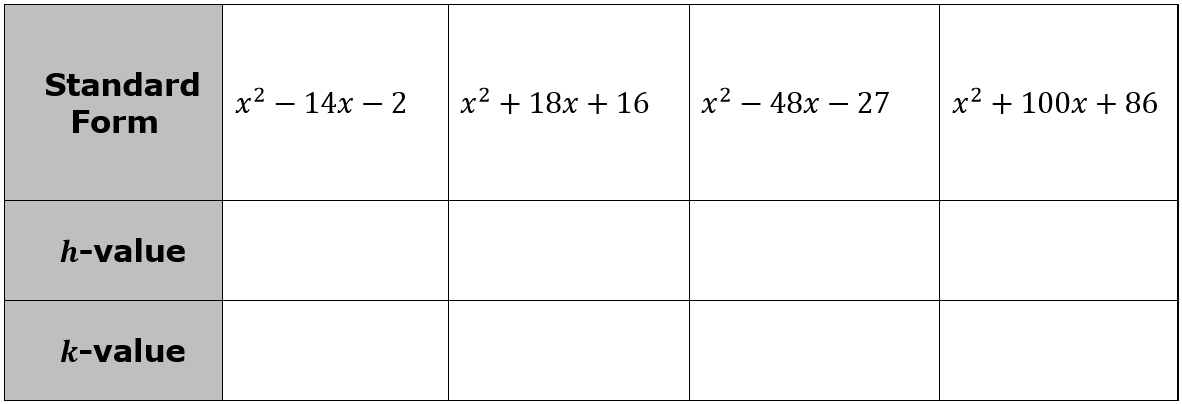 Standard Form
x² − 14x − 2
x² + 18x + 16
x² − 48x − 27
x² + 100x + 86
h-value
k-value